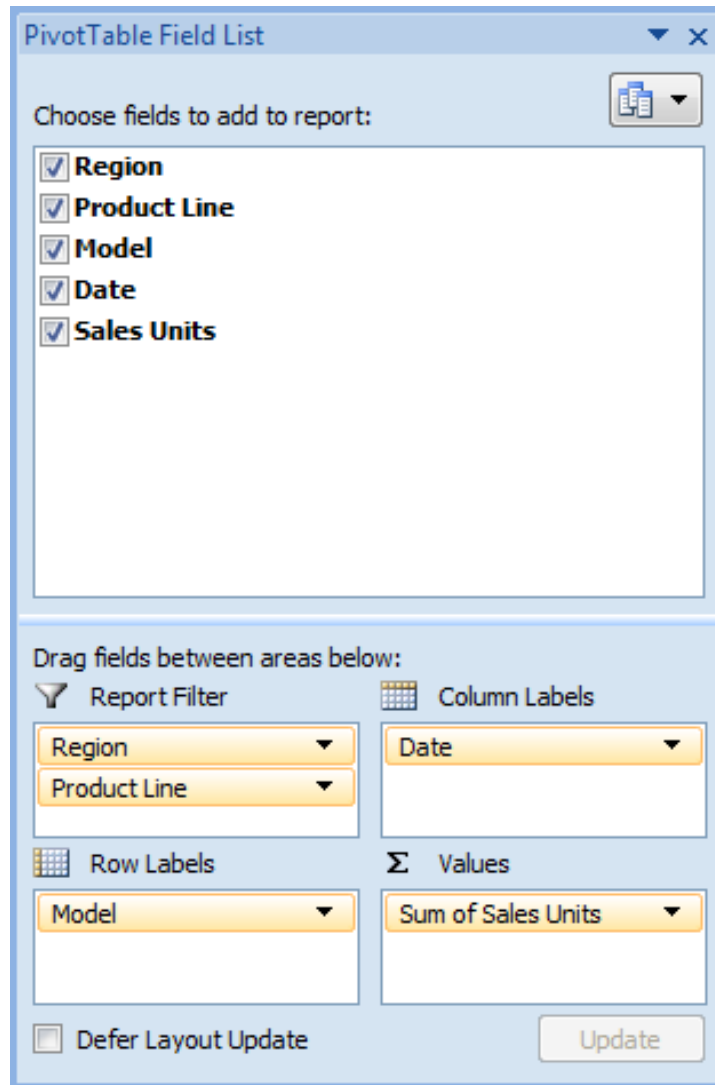 PivotTable Field List
Choose fields to add to report:
Region
Product Line
Model
Date
Sales Units
Drag fields between areas below:
Report Filter
Region
Product Line
Column Labels
Date
Row Labels
Model
Σ Values
Sum of Sales Units
Defer Layout Update
Update